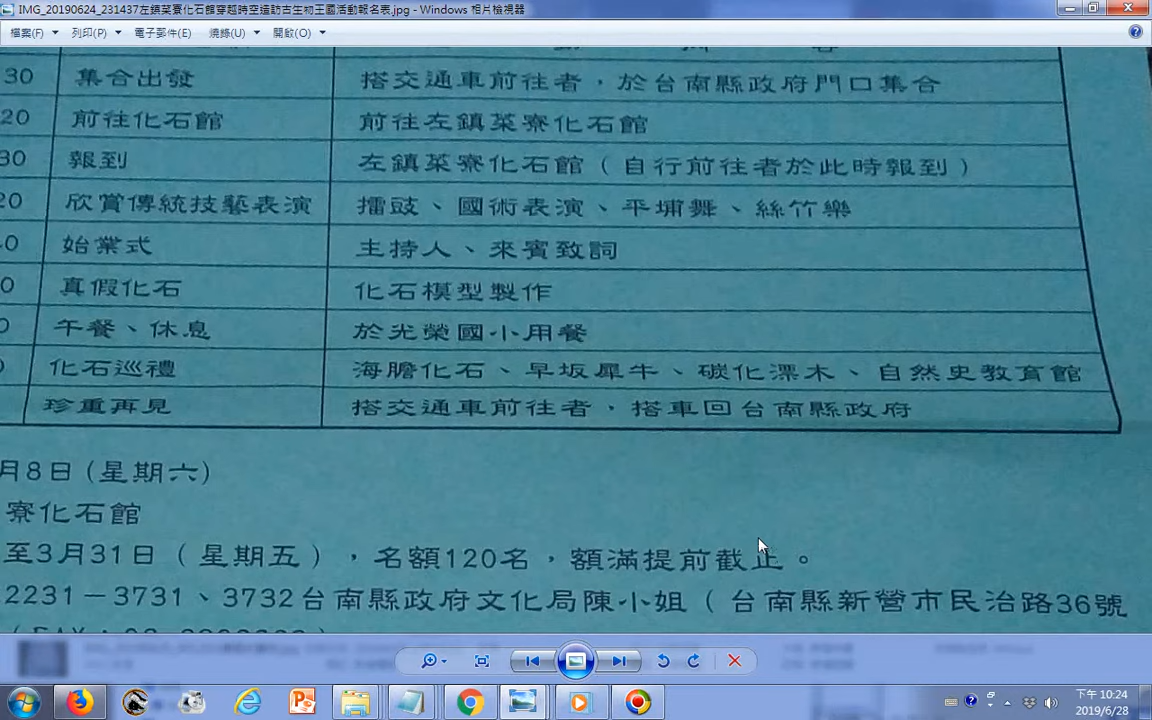 IMG_20190624_231437左鎮菜寮化石館穿越時空造訪古生物王國活動報名表.jpg - Windows 相片檢視器
檔案(F) 列印(P) 電子郵件(E) 燒錄(U) 開啟(O)
30 集合出發 搭交通車前往者，於台南縣政府門口集合
20 前往化石館 前往左鎮菜寮化石館
30 報到 左鎮菜寮化石館（自行前往者於此時報到）
20 欣賞傳統技藝表演 擂鼓、國術表演、平埔舞、絲竹樂
40 始業式 主持人、來賓致詞
0 真假化石 化石模型製作
0 午餐、休息 於光榮國小用餐
化石巡禮 海膽化石、早坂犀牛、碳化漂木、自然史教育館
珍重再見 搭交通車前往者，搭車回台南縣政府
月8日(星期六)
寮化石館
至3月31日（星期五），名額120名，額滿提前截止。
2231－3731、3732台南縣政府文化局陳小姐（台南縣新營市民治路36號
下午 10:24
2019/6/28